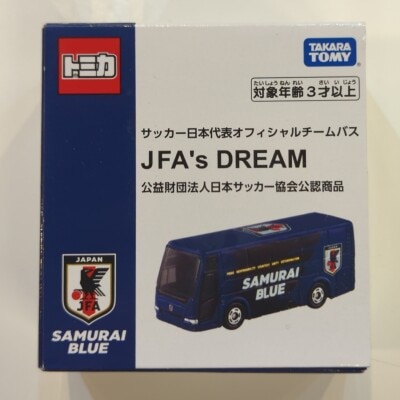 トミカ
TAKARA
TOMY
たいしょうねんれい さい いじょう
対象年齢3才以上
サッカー日本代表オフィシャルチームバス
JFA's DREAM
公益財団法人日本サッカー協会公認商品
JAPAN
JFA
SAMURAI
BLUE
SAMURAI
BLUE